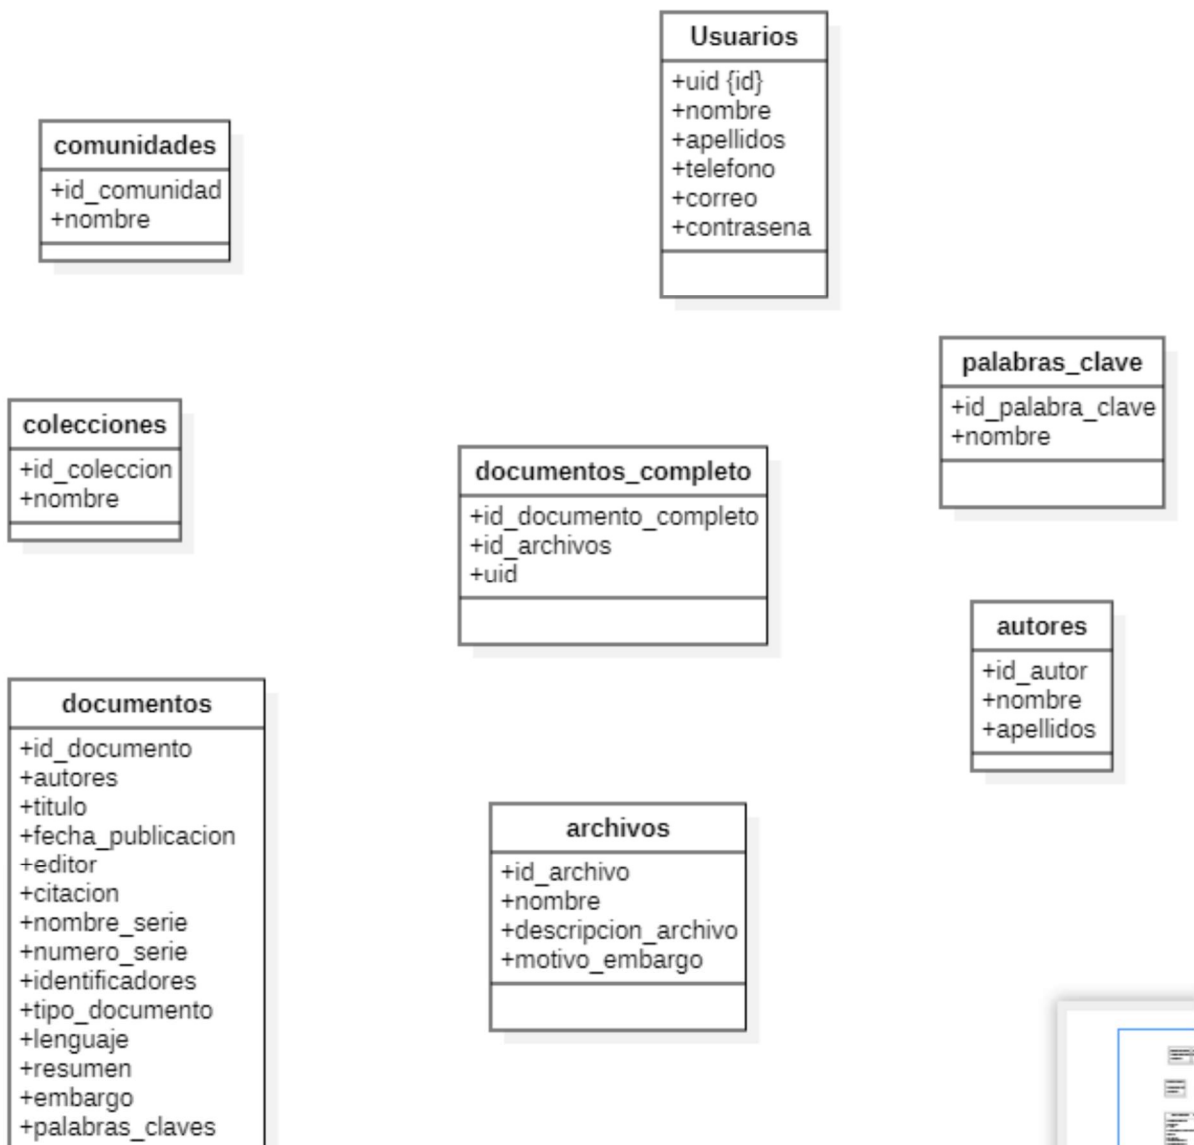 Usuarios
+uid {id}
+nombre
+apellidos
+telefono
+correo
+contrasena
comunidades
+id_comunidad
+nombre
palabras_clave
+id_palabra_clave
+nombre
colecciones
+id_coleccion
+nombre
documentos_completo
+id_documento_completo
+id_archivos
+uid
autores
+id_autor
+nombre
+apellidos
documentos
+id_documento
+autores
+titulo
+fecha_publicacion
+editor
+citacion
+nombre_serie
+numero_serie
+identificadores
+tipo_documento
+lenguaje
+resumen
+embargo
+palabras_claves
archivos
+id_archivo
+nombre
+descripcion_archivo
+motivo_embargo